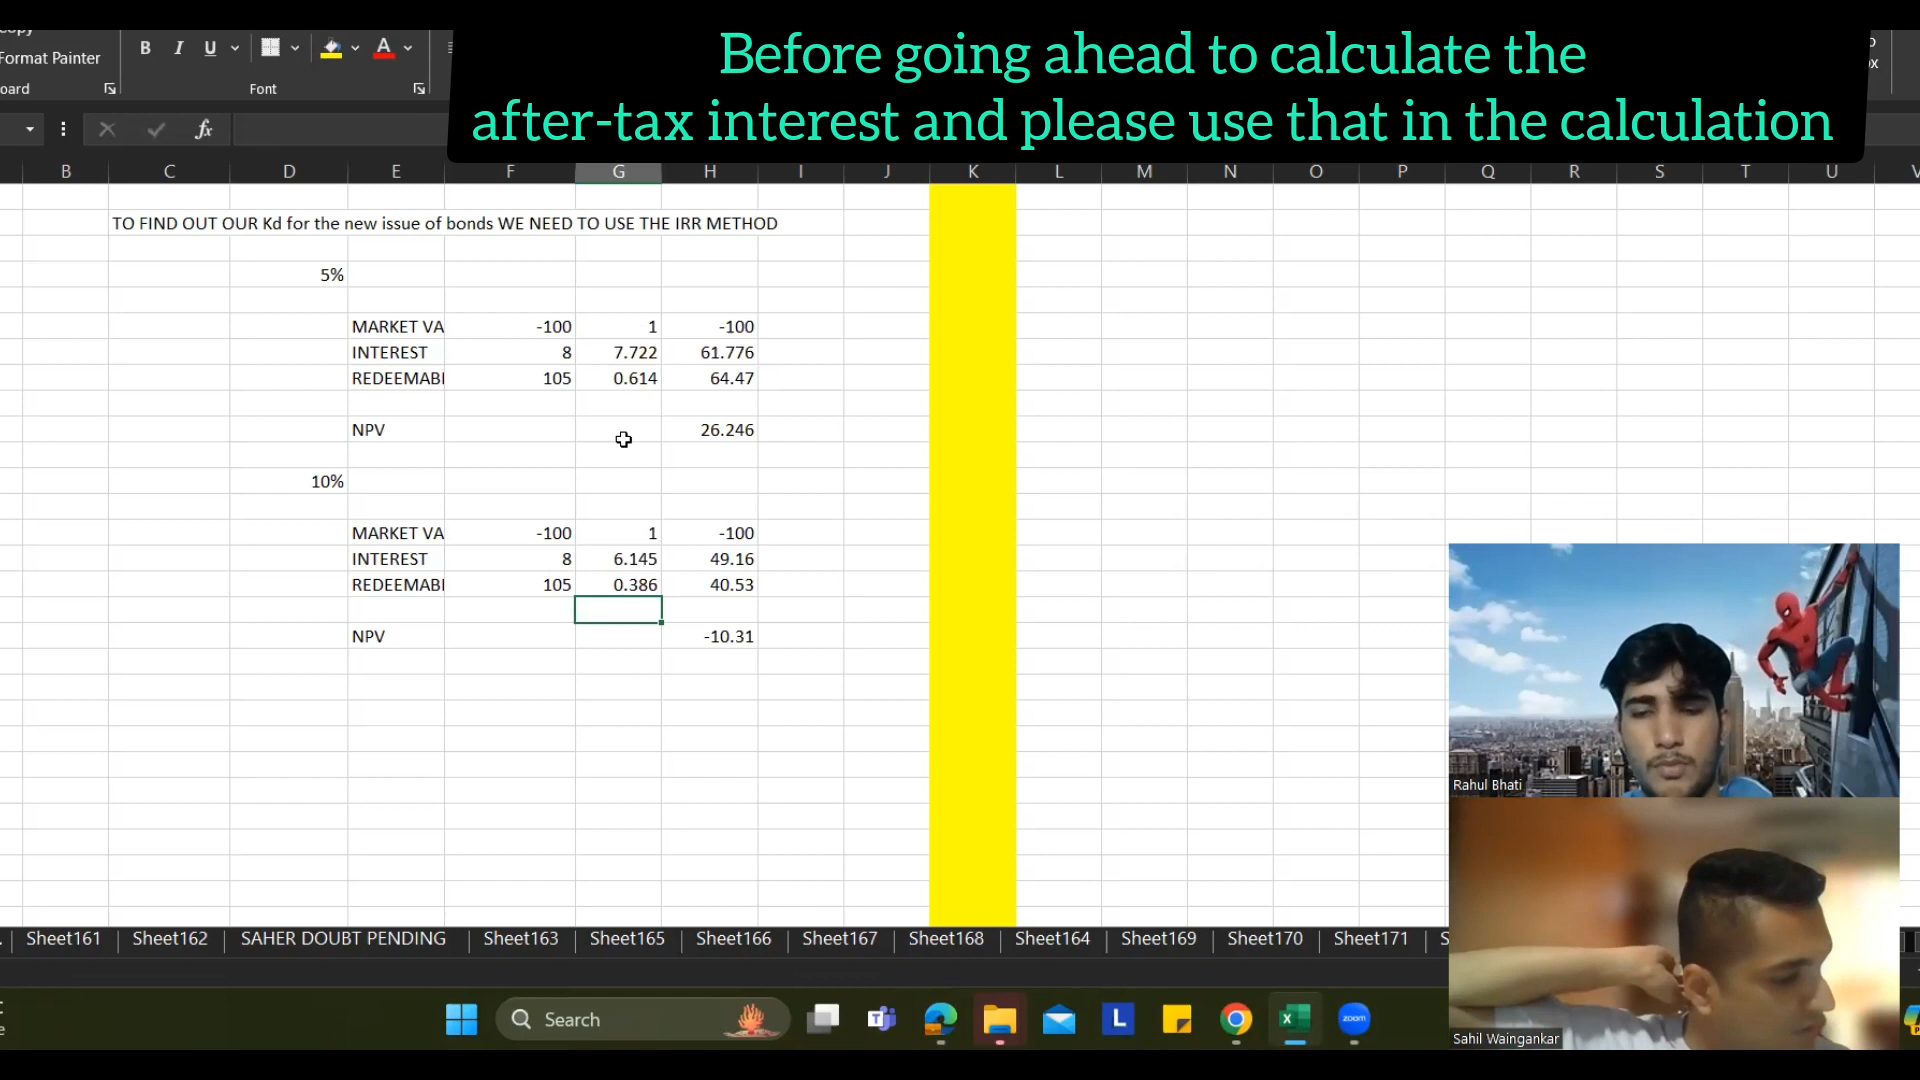 Before going ahead to calculate the
after-tax interest and please use that in the calculation
Format Painter
B I U A
oard
Font
fx
B C D E F G H I J K L M N O P Q R S T U V
TO FIND OUT OUR Kd for the new issue of bonds WE NEED TO USE THE IRR METHOD
5%
MARKET VA -100 1 -100
INTEREST 8 7.722 61.776
REDEEMABI 105 0.614 64.47
NPV 26.246
10%
MARKET VA -100 1 -100
INTEREST 8 6.145 49.16
REDEEMABI 105 0.386 40.53
NPV -10.31
Rahul Bhati
Sahil Waingankar
Sheet161 Sheet162 SAHER DOUBT PENDING Sheet163 Sheet165 Sheet166 Sheet167 Sheet168 Sheet164 Sheet169 Sheet170 Sheet171 S
Search
L
zoom